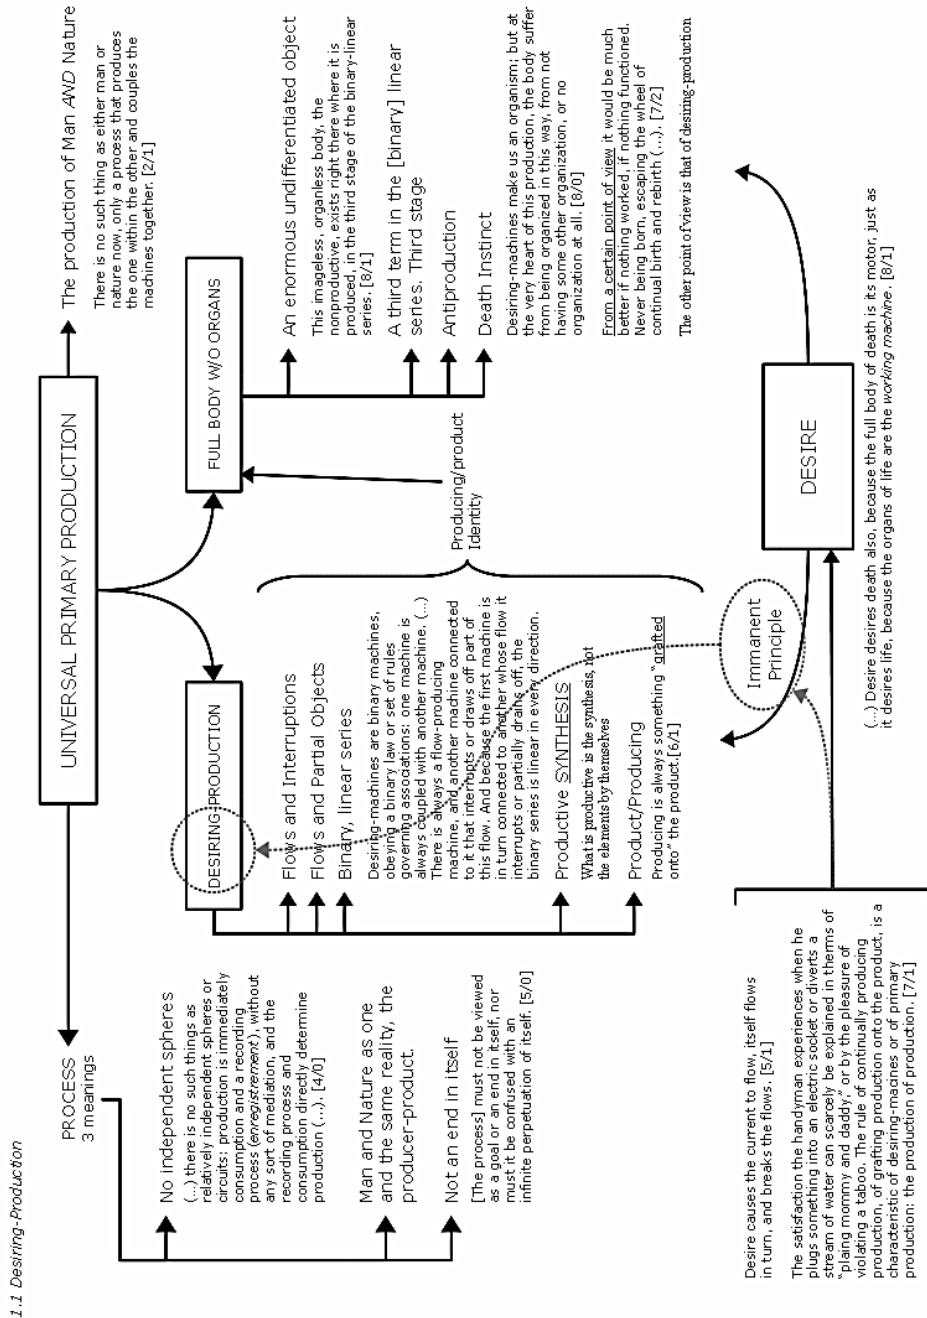 1.1 Desiring-Production
UNIVERSAL PRIMARY PRODUCTION
PROCESS
3 meanings
No independent spheres
(...) there is no such things as
relatively independent spheres or
circuits: production is immediately
consumption and a recording
process (enregistrement), without
any sort of mediation, and the
recording process and
consumption directly determine
production (...). [4/0]
Man and Nature as one
and the same reality, the
producer-product.
Not an end in itself
[The process] must not be viewed
as a goal or an end in itself, nor
must it be confused with an
infinite perpetuation of itself. [5/0]
The production of Man AND Nature
There is no such thing as either man or
nature now, only a process that produces
the one within the other and couples the
machines together. [2/1]
DESIRING-PRODUCTION
Flows and Interruptions
Flows and Partial Objects
Binary, linear series
Desiring-machines are binary machines,
obeying a binary law or set of rules
governing associations: one machine is
always coupled with another machine. (...)
There is always a flow-producing
machine, and another machine connected
to it that interrupts or draws off part of
this flow. And because the first machine is
in turn connected to another whose flow it
interrupts or partially drains off, the
binary series is linear in every direction.
Productive SYNTHESIS
What is productive is the synthesis, not
the elements by themselves
Product/Producing
Producing is always something "grafted
onto" the product.[6/1]
Producing/product
Identity
FULL BODY W/O ORGANS
An enormous undifferentiated object
This imageless, organless body, the
nonproductive, exists right there where it is
produced, in the third stage of the binary-linear
series. [8/1]
A third term in the [binary] linear
series. Third stage
Antiproduction
Death Instinct
Desiring-machines make us an organism; but at
the very heart of this production, the body suffer
from being organized in this way, from not
having some other organization, or no
organization at all. [8/0]
From a certain point of view it would be much
better if nothing worked, if nothing functioned.
Never being born, escaping the wheel of
continual birth and rebirth (...). [7/2]
The other point of view is that of desiring-production
Immanent
Principle
DESIRE
Desire causes the current to flow, itself flows
in turn, and breaks the flows. [5/1]
The satisfaction the handyman experiences when he
plugs something into an electric socket or diverts a
stream of water can scarcely be explained in therms of
"plaing mommy and daddy," or by the pleasure of
violating a taboo. The rule of continually producing
production, of grafting production onto the product, is a
characteristic of desiring-macines or of primary
production: the production of production. [7/1]
(...) Desire desires death also, because the full body of death is its motor, just as
it desires life, because the organs of life are the working machine. [8/1]